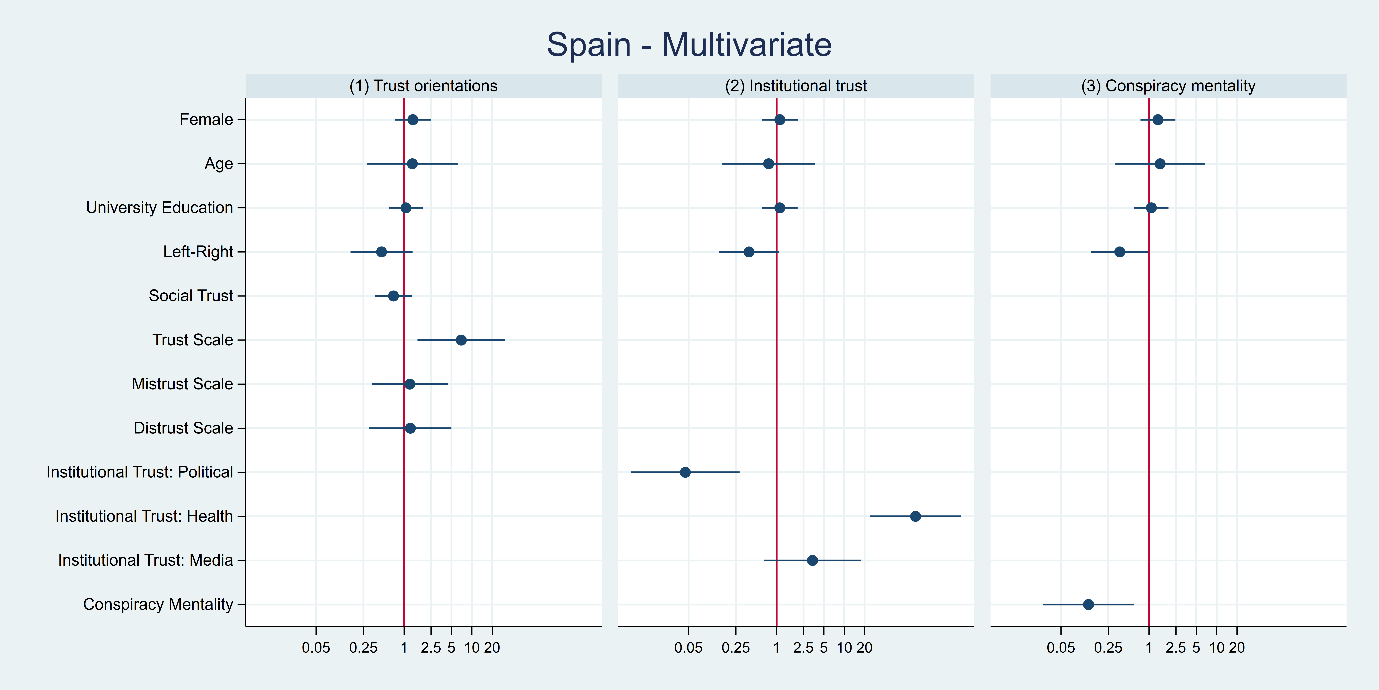 Spain - Multivariate
(1) Trust orientations
(2) Institutional trust
(3) Conspiracy mentality
Female
Age
University Education
Left-Right
Social Trust
Trust Scale
Mistrust Scale
Distrust Scale
Institutional Trust: Political
Institutional Trust: Health
Institutional Trust: Media
Conspiracy Mentality
0.05 0.25 1 2.5 5 10 20
0.05 0.25 1 2.5 5 10 20
0.05 0.25 1 2.5 5 10 20